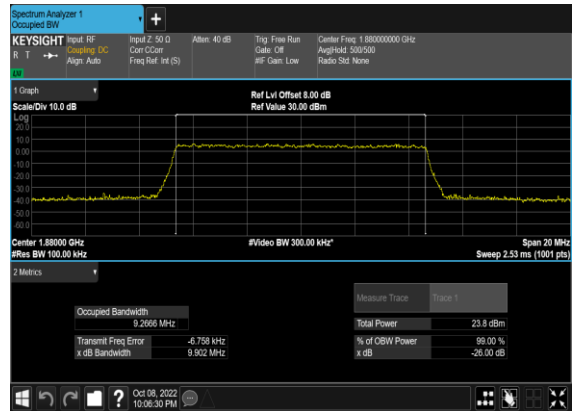 Spectrum Analyzer 1
Occupied BW
+
KEYSIGHT Input: RF Input Z: 50 Ω Atten: 40 dB Trig: Free Run Center Freq: 1.880000000 GHz
R T Coupling: DC Corr CCorr Gate: Off Avg|Hold: 500/500
Align: Auto Freq Ref: Int (S) #IF Gain: Low Radio Std: None
1 Graph
Ref Lvl Offset 8.00 dB
Scale/Div 10.0 dB Ref Value 30.00 dBm
Log
20.0
10.0
0.00
-10.0
-20.0
-30.0
-40.0
-50.0
-60.0
Center 1.88000 GHz #Video BW 300.00 kHz* Span 20 MHz
#Res BW 100.00 kHz Sweep 2.53 ms (1001 pts)
2 Metrics
Measure Trace Trace 1
Occupied Bandwidth
9.2666 MHz Total Power 23.8 dBm
Transmit Freq Error -6.758 kHz % of OBW Power 99.00 %
x dB Bandwidth 9.902 MHz x dB -26.00 dB
? Oct 08, 2022
10:06:30 PM